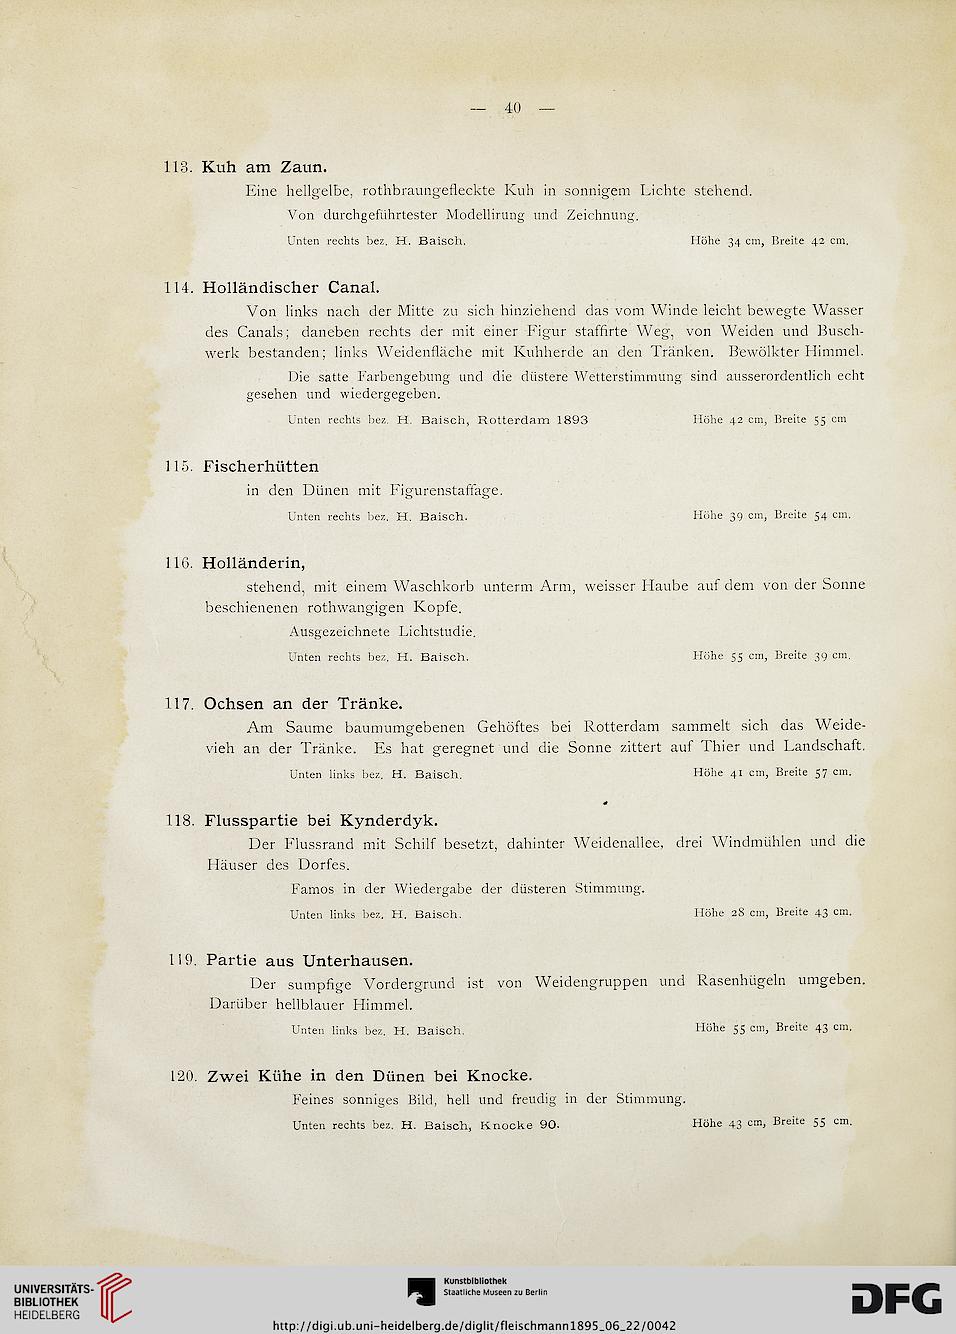 — 40 —
113. Kuh am Zaun.
Eine hellgelbe, rothbraungefleckte Kuh in sonnigem Lichte stehend.
Von durchgeführtester Modellirung und Zeichnung.
Unten rechts bez. H. Baisch. Höhe 34 cm, Breite 42 cm.
114. Holländischer Canal.
Von links nach der Mitte zu sich hinziehend das vom Winde leicht bewegte Wasser
des Canals; daneben rechts der mit einer Figur staffirte Weg, von Weiden und Busch-
werk bestanden; links Weidenfläche mit Kuhherde an den Tränken. Bewölkter Himmel.
Die satte Farbengebung und die düstere Wetterstimmung sind ausserordentlich echt
gesehen und wiedergegeben.
Unten rechts bez. H. Baisch, Rotterdam 1893 Höhe 42 cm, Breite 55 cm
115. Fischerhütten
in den Dünen mit Figurenstaffage.
Unten rechts bez. H. Baisch. Höhe 39 cm, Breite 54 cm.
116. Holländerin,
stehend, mit einem Waschkorb unterm Arm, weisser Haube auf dem von der Sonne
beschienenen rothwangigen Kopfe.
Ausgezeichnete Lichtstudie.
Unten rechts bez. H. Baisch. Höhe 55 cm, Breite 39 cm.
117. Ochsen an der Tränke.
Am Saume baumumgebenen Gehöftes bei Rotterdam sammelt sich das Weide-
vieh an der Tränke. Es hat geregnet und die Sonne zittert auf Thier und Landschaft.
Unten links bez. H. Baisch. Höhe 41 cm, Breite 57 cm.
118. Flusspartie bei Kynderdyk.
Der Flussrand mit Schilf besetzt, dahinter Weidenallee, drei Windmühlen und die
Häuser des Dorfes.
Famos in der Wiedergabe der düsteren Stimmung.
Unten links bez. H. Baisch. Höhe 28 cm, Breite 43 cm.
119. Partie aus Unterhausen.
Der sumpfige Vordergrund ist von Weidengruppen und Rasenhügeln umgeben.
Darüber hellblauer Himmel.
Unten links bez. H. Baisch. Höhe 55 cm, Breite 43 cm.
120. Zwei Kühe in den Dünen bei Knocke.
Feines sonniges Bild, hell und freudig in der Stimmung.
Unten rechts bez. H. Baisch, Knocke 90. Höhe 43 cm, Breite 55 cm.
UNIVERSITÄTS-
BIBLIOTHEK
HEIDELBERG
Kunstbibliothek
Staatliche Museen zu Berlin
DFG
http://digi.ub.uni-heidelberg.de/diglit/fleischmann1895_06_22/0042